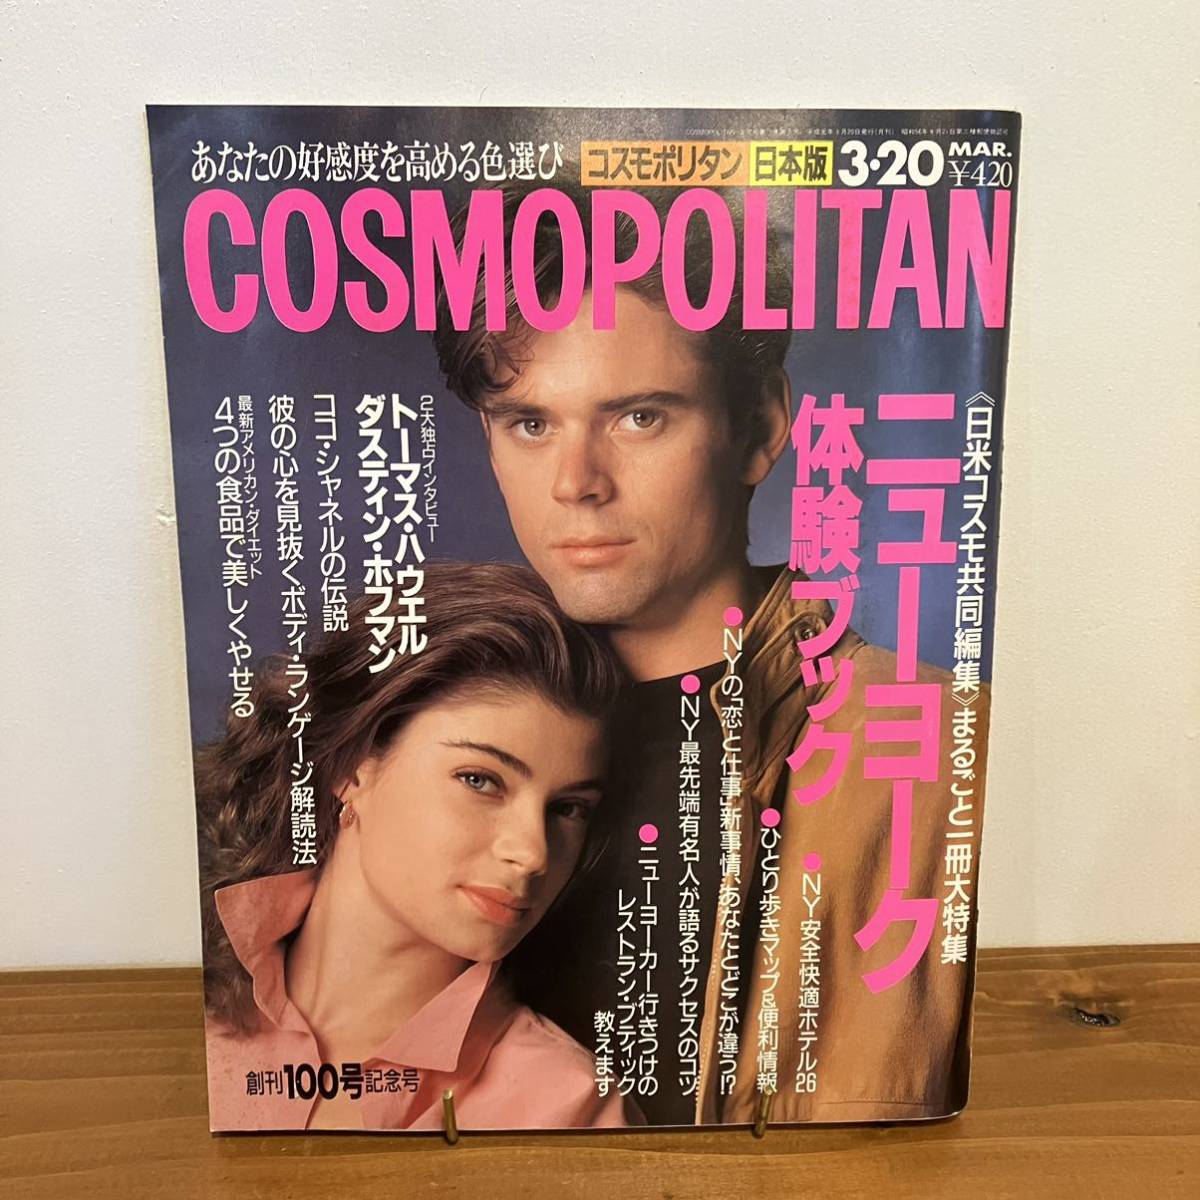 あなたの好感度を高める色選び
コスモポリタン 日本版 3・20 MAR.
¥420
COSMOPOLITAN
《日米コスモ共同編集》まるごと一冊大特集
ニューヨーク
体験ブック
●NY安全快適ホテル26
●ひとり歩きマップ&便利情報
●NYの「恋と仕事」新事情、あなたとどこが違う!?
●NY最先端有名人が語るサクセスのコツ
●ニューヨーカー行きつけの
レストラン・ブティック
教えます
2大独占インタビュー
トーマス・ハウエル
ダスティン・ホフマン
ココ・シャネルの伝説
彼の心を見抜くボディ・ランゲージ解読法
最新アメリカン・ダイエット
4つの食品で美しくやせる
創刊100号記念号